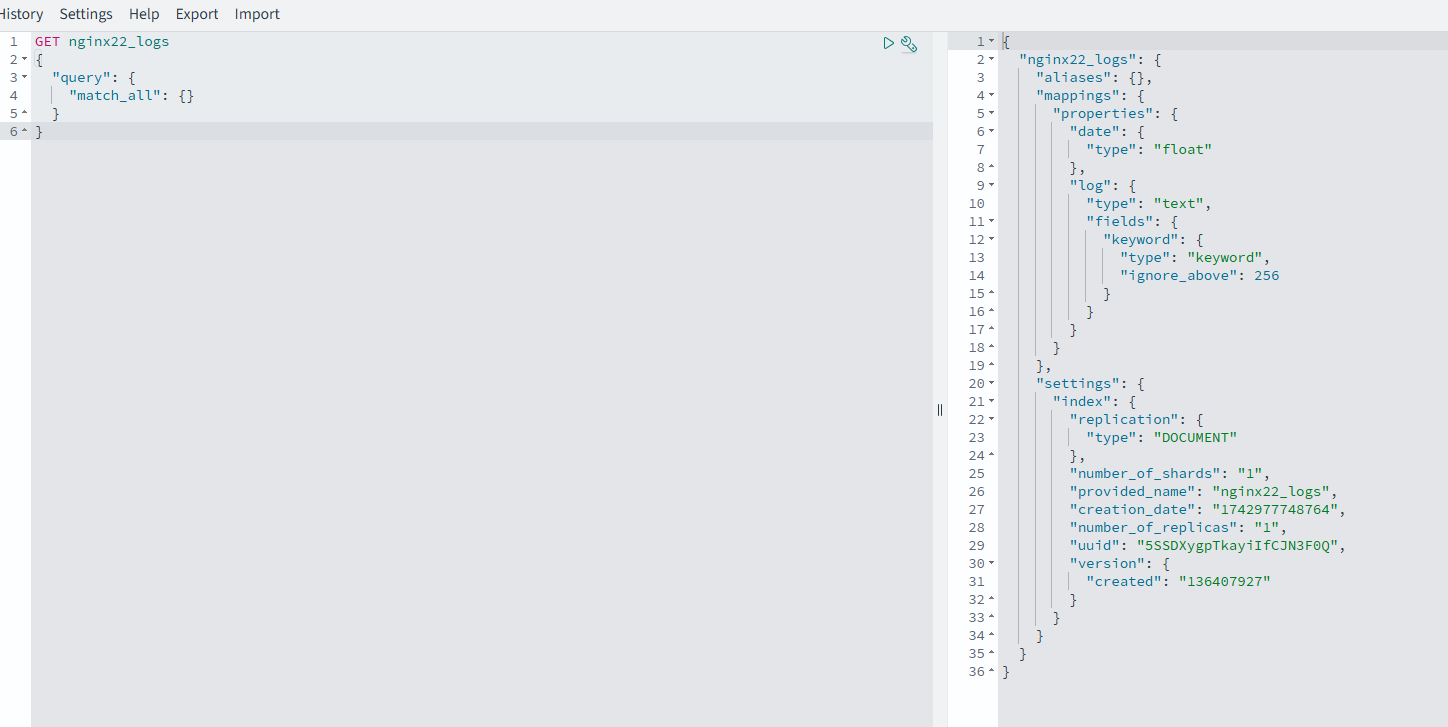 History Settings Help Export Import
1 GET nginx22_logs
2 {
3 "query": {
4 "match_all": {}
5 }
6 }
1 {
2 "nginx22_logs": {
3 "aliases": {},
4 "mappings": {
5 "properties": {
6 "date": {
7 "type": "float"
8 },
9 "log": {
10 "type": "text",
11 "fields": {
12 "keyword": {
13 "type": "keyword",
14 "ignore_above": 256
15 }
16 }
17 }
18 }
19 },
20 "settings": {
21 "index": {
22 "replication": {
23 "type": "DOCUMENT"
24 },
25 "number_of_shards": "1",
26 "provided_name": "nginx22_logs",
27 "creation_date": "1742977748764",
28 "number_of_replicas": "1",
29 "uuid": "5SSDXygpTkayiIfCJN3F0Q",
30 "version": {
31 "created": "136407927"
32 }
33 }
34 }
35 }
36 }